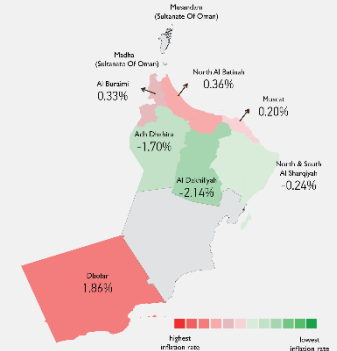 Musandam
(Sultanate Of Oman)
Madha
(Sultanate Of Oman)
Al Buraimi
0.33%
North Al Batinah
0.36%
Muscat
0.20%
Adh Dhahira
-1.70%
Al Dakhiliyah
-2.14%
North & South
Al Sharqiyah
-0.24%
Dhofar
1.86%
highest
inflation rate
lowest
inflation rate